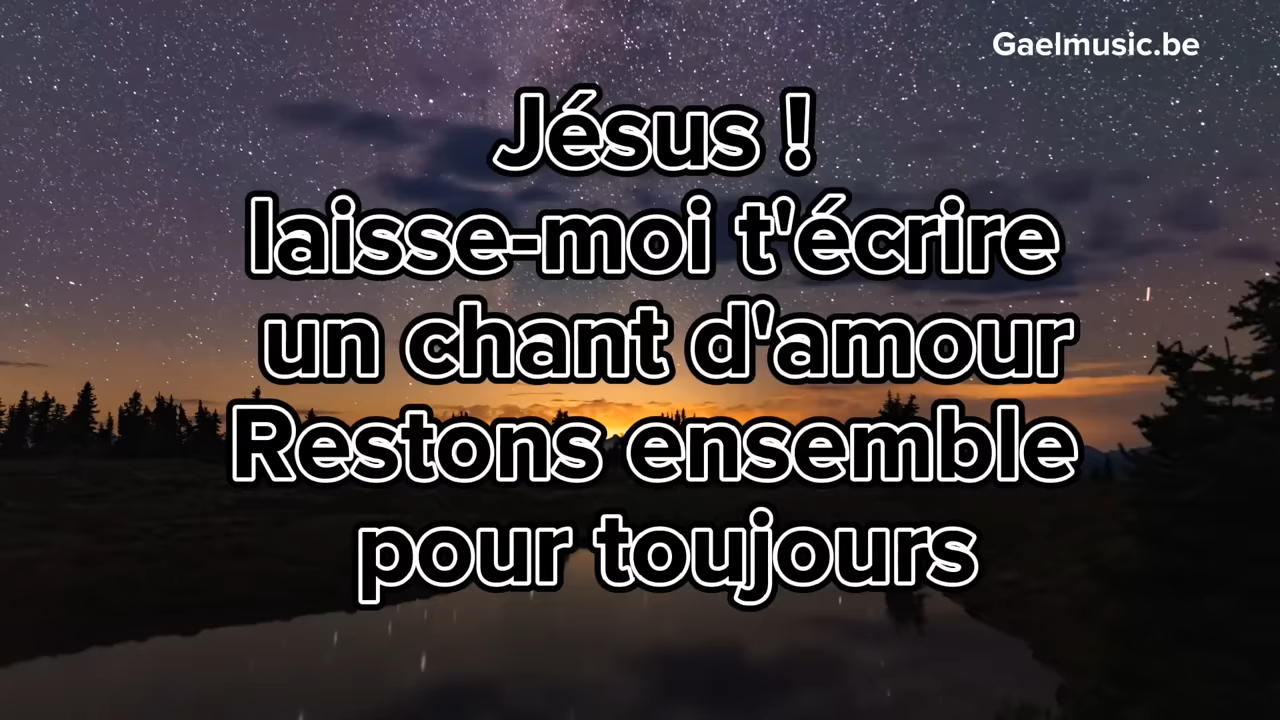 Gaelmusic.be
Jésus !
laisse-moi t'écrire
un chant d'amour
Restons ensemble
pour toujours